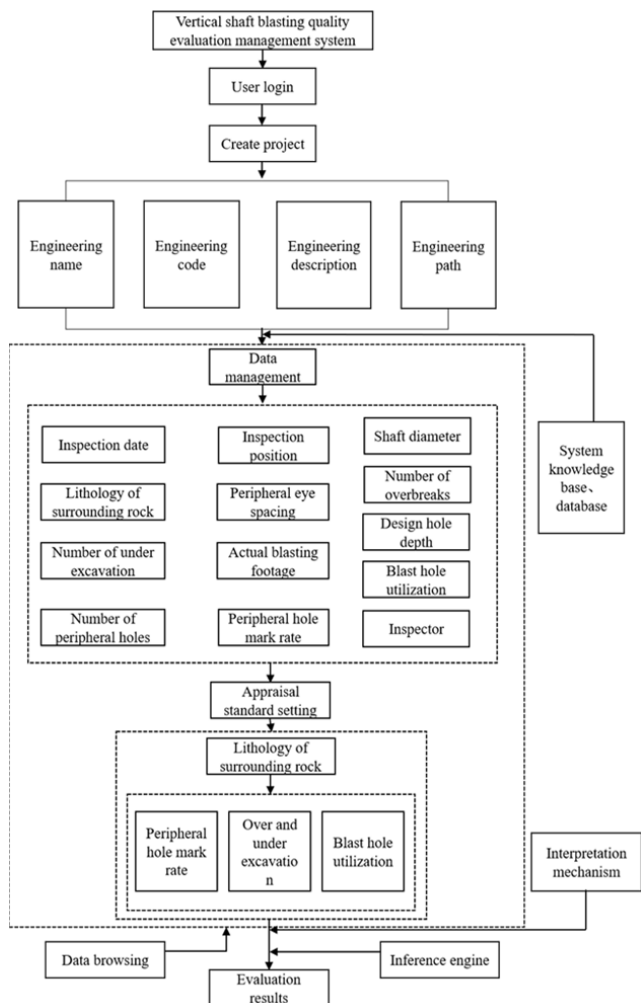 Vertical shaft blasting quality
evaluation management system
User login
Create project
Engineering
name
Engineering
code
Engineering
description
Engineering
path
Data
management
Inspection date
Inspection
position
Shaft diameter
Lithology of
surrounding rock
Peripheral eye
spacing
Number of
overbreaks
Design hole
depth
Number of under
excavation
Actual blasting
footage
Blast hole
utilization
Number of
peripheral holes
Peripheral hole
mark rate
Inspector
System
knowledge
base、
database
Appraisal
standard setting
Lithology of
surrounding rock
Peripheral
hole mark
rate
Over and
under
excavatio
n
Blast hole
utilization
Interpretation
mechanism
Data browsing
Inference engine
Evaluation
results